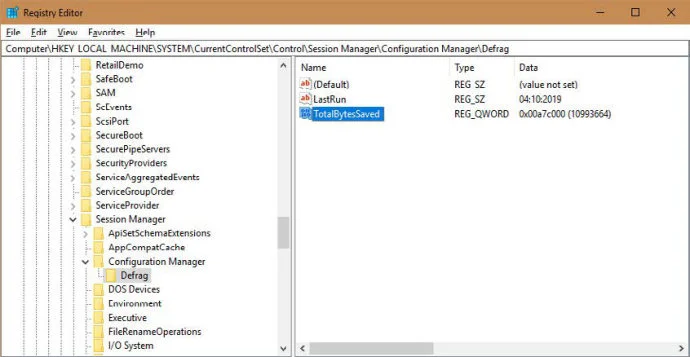 Registry Editor
File Edit View Favorites Help
Computer\HKEY_LOCAL_MACHINE\SYSTEM\CurrentControlSet\Control\Session Manager\Configuration Manager\Defrag
RetailDemo
SafeBoot
SAM
ScEvents
ScsiPort
SecureBoot
SecurityProviders
ServiceAggregatedEvents
ServiceGroupOrder
ServiceProvider
Session Manager
ApiSetSchemaExtensions
AppCompatCache
Configuration Manager
Defrag
DOS Devices
Environment
Executive
FileRenameOperations
I/O System
Name Type Data
ab (Default) REG_SZ (value not set)
ab LastRun REG_SZ 04:10:2019
TotalBytesSaved REG_QWORD 0x00a7c000 (10993664)